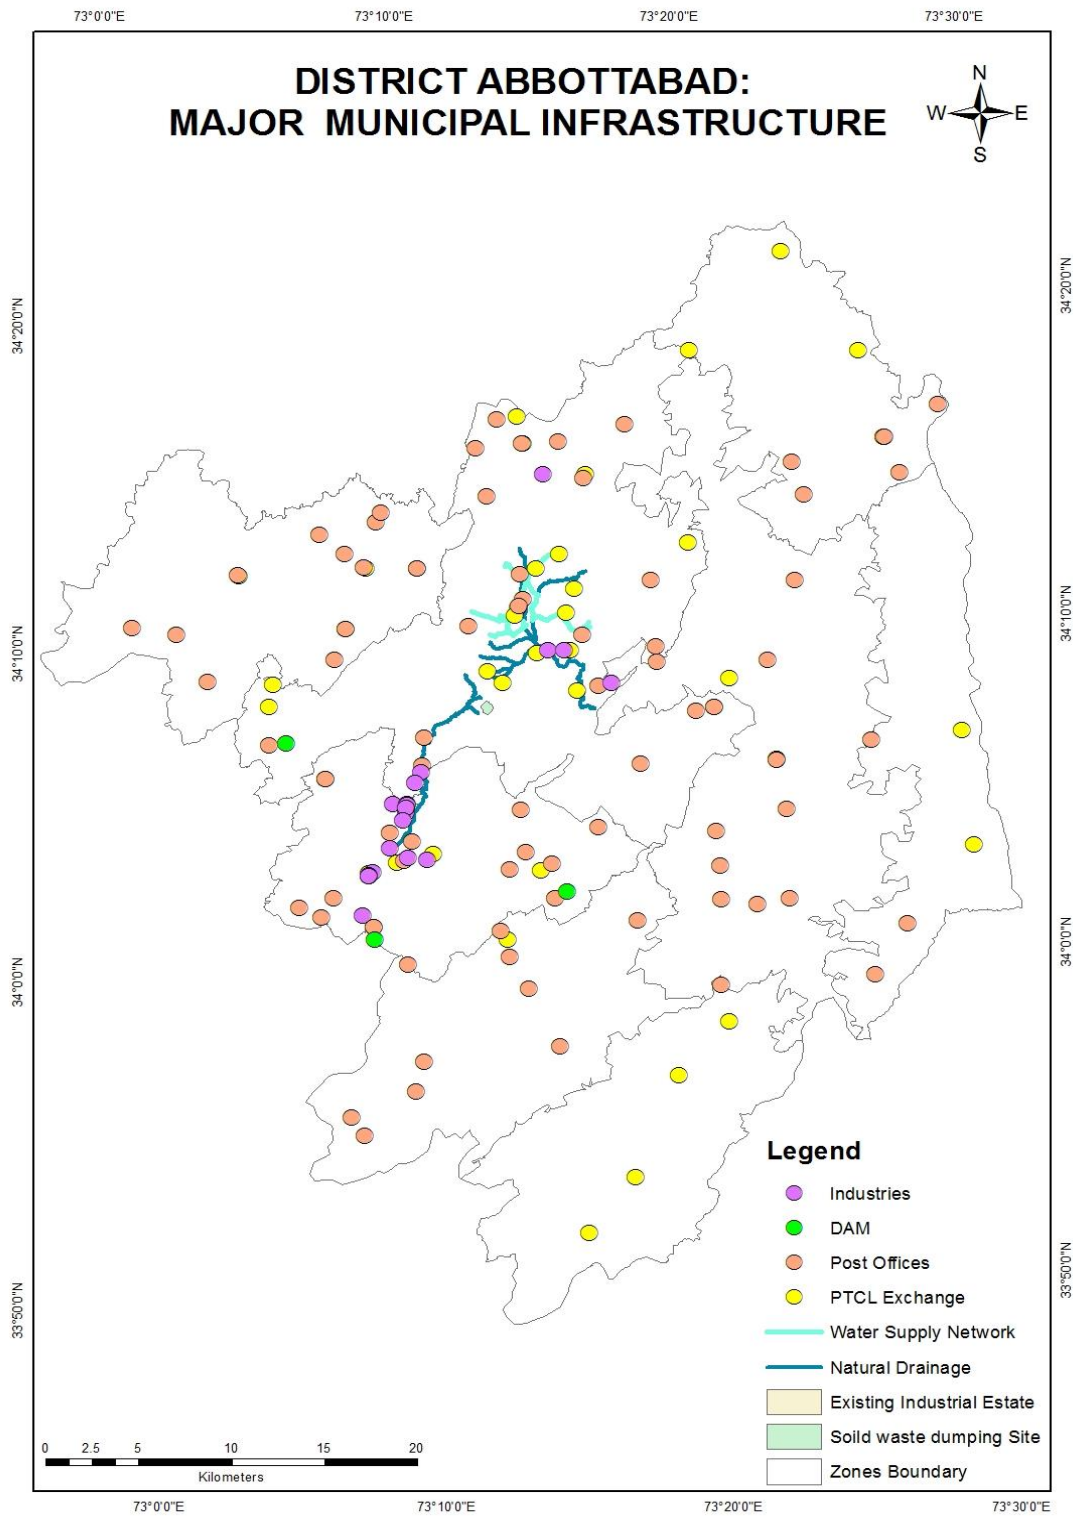 73°0'0"E
73°10'0"E
73°20'0"E
73°30'0"E
DISTRICT ABBOTTABAD:
MAJOR MUNICIPAL INFRASTRUCTURE
N
W
E
S
34°20'0"N
34°20'0"N
34°10'0"N
34°10'0"N
34°0'0"N
34°0'0"N
33°50'0"N
33°50'0"N
Legend
Industries
DAM
Post Offices
PTCL Exchange
Water Supply Network
Natural Drainage
Existing Industrial Estate
Soild waste dumping Site
Zones Boundary
0 2.5 5 10 15 20
Kilometers
73°0'0"E
73°10'0"E
73°20'0"E
73°30'0"E